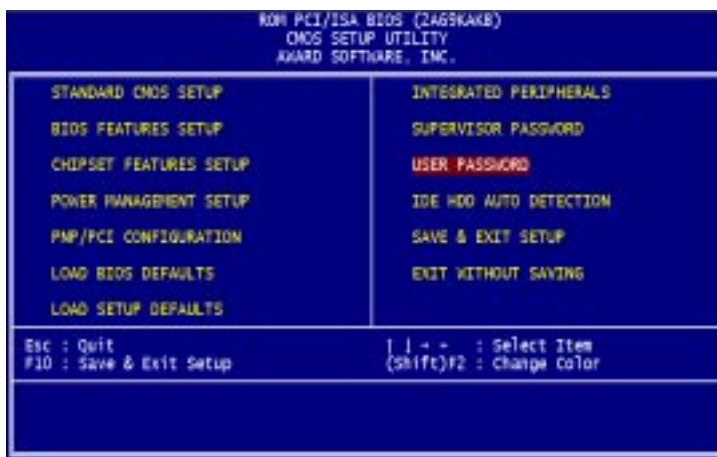 ROM PCI/ISA BIOS (2A69KAKB)
CMOS SETUP UTILITY
AWARD SOFTWARE, INC.
STANDARD CMOS SETUP
BIOS FEATURES SETUP
CHIPSET FEATURES SETUP
POWER MANAGEMENT SETUP
PNP/PCI CONFIGURATION
LOAD BIOS DEFAULTS
LOAD SETUP DEFAULTS
INTEGRATED PERIPHERALS
SUPERVISOR PASSWORD
USER PASSWORD
IDE HDD AUTO DETECTION
SAVE & EXIT SETUP
EXIT WITHOUT SAVING
Esc : Quit
F10 : Save & Exit Setup
: Select Item
(Shift)F2 : Change Color